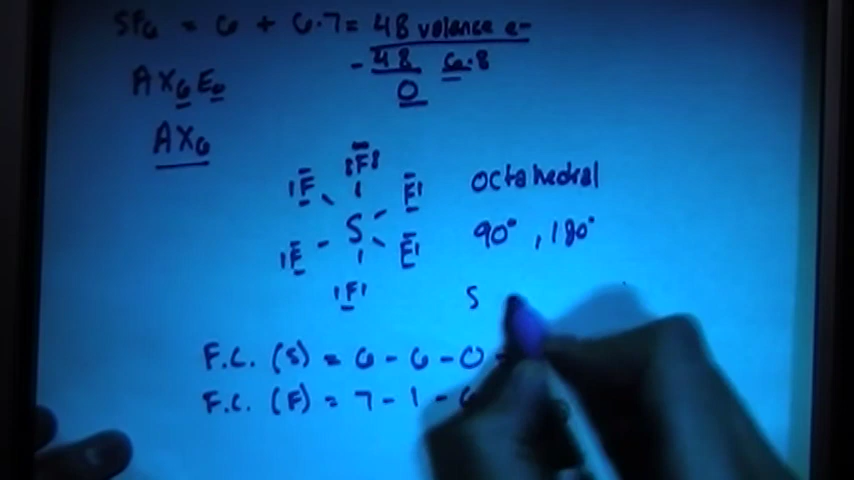 SF6 = 6 + 6·7 = 48 valance e-
- 48 6·8
0
AX6E0
AX6
F
F F
S
F F
F
octahedral
90°, 180°
S
F.C. (S) = 6 - 6 - 0
F.C. (F) = 7 - 1 -